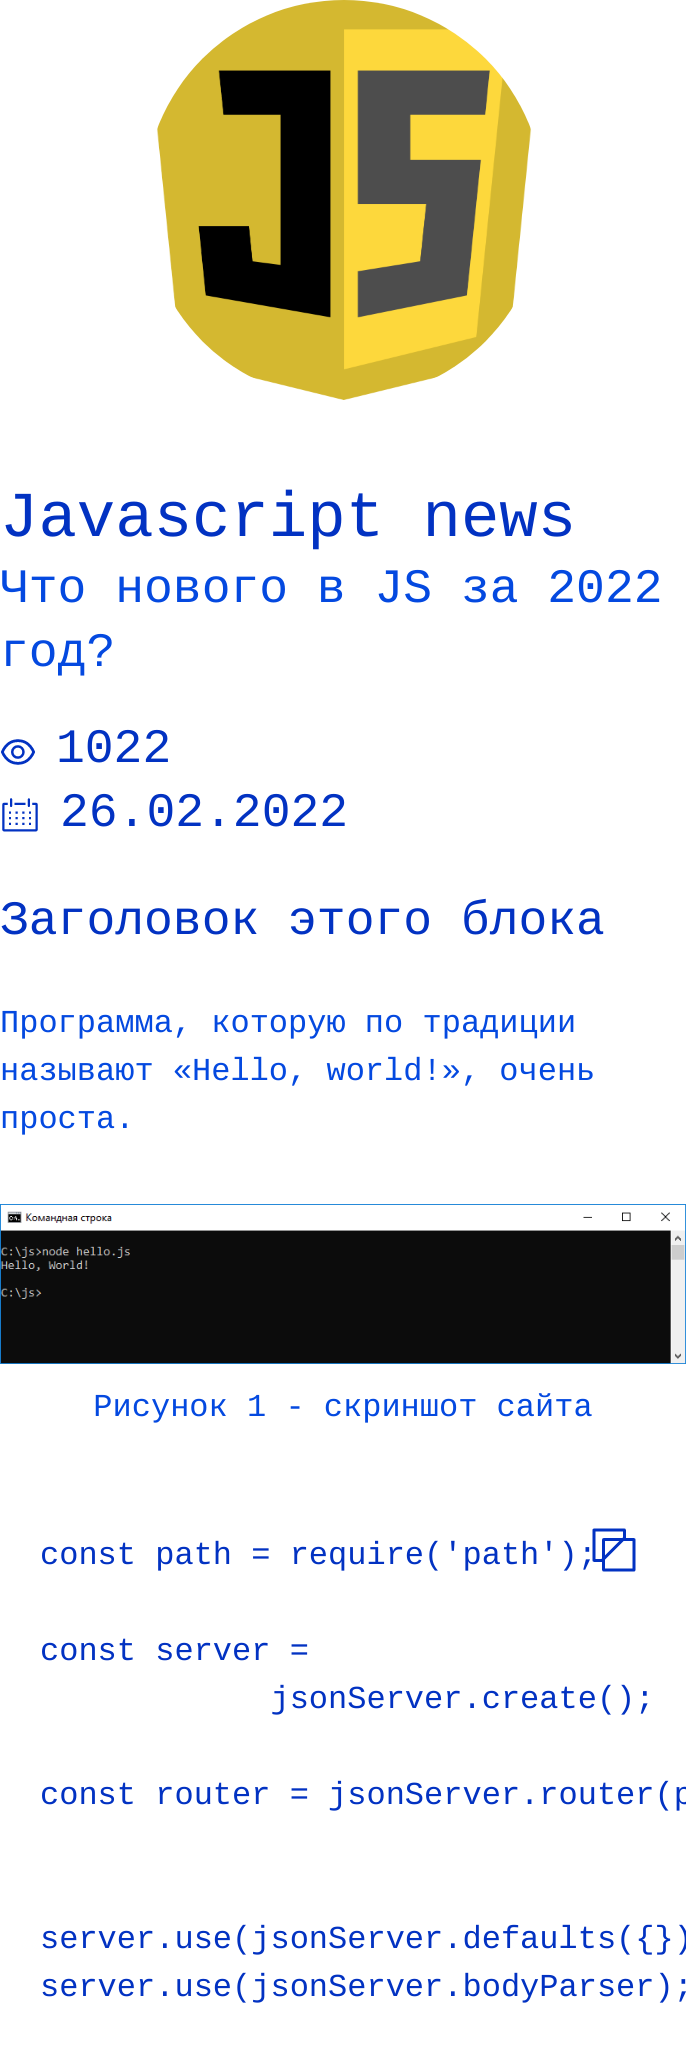 JS
Javascript news
Что нового в JS за 2022
год?
1022
26.02.2022
Заголовок этого блока
Программа, которую по традиции
называют «Hello, world!», очень
проста.
Командная строка
C:\js>node hello.js
Hello, World!
C:\js>
Рисунок 1 - скриншот сайта
const path = require('path');
const server =
jsonServer.create();
const router = jsonServer.router(p
server.use(jsonServer.defaults({})
server.use(jsonServer.bodyParser);